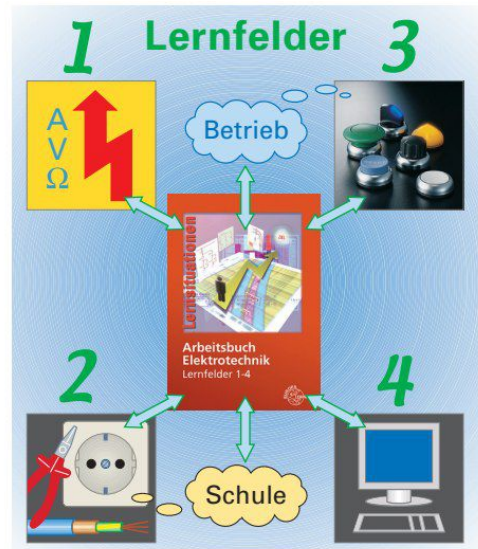 Lernfelder
1
3
A
V
Ω
Betrieb
Lernsituationen
Arbeitsbuch
Elektrotechnik
Lernfelder 1-4
2
4
Schule